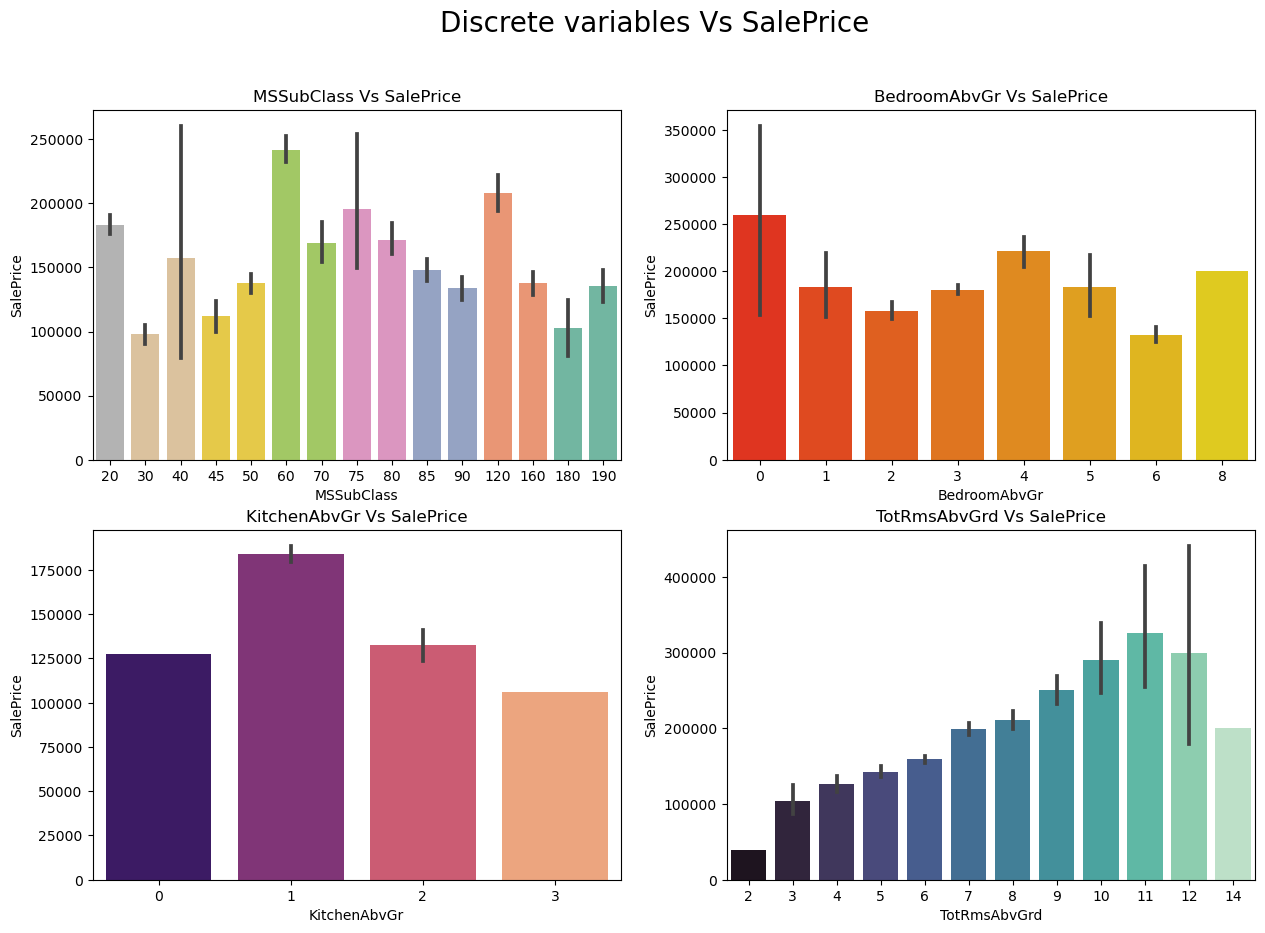 Discrete variables Vs SalePrice
MSSubClass Vs SalePrice
SalePrice
250000
200000
150000
100000
50000
0
20 30 40 45 50 60 70 75 80 85 90 120 160 180 190
MSSubClass
BedroomAbvGr Vs SalePrice
SalePrice
350000
300000
250000
200000
150000
100000
50000
0
0 1 2 3 4 5 6 8
BedroomAbvGr
KitchenAbvGr Vs SalePrice
SalePrice
175000
150000
125000
100000
75000
50000
25000
0
0 1 2 3
KitchenAbvGr
TotRmsAbvGrd Vs SalePrice
SalePrice
400000
300000
200000
100000
0
2 3 4 5 6 7 8 9 10 11 12 14
TotRmsAbvGrd